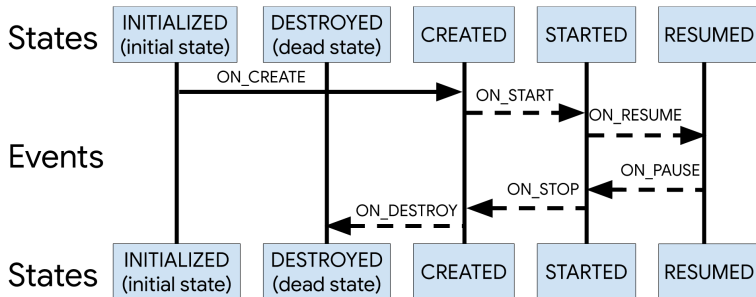 States
INITIALIZED
(initial state)
DESTROYED
(dead state)
CREATED
STARTED
RESUMED
ON_CREATE
ON_START
ON_RESUME
Events
ON_PAUSE
ON_STOP
ON_DESTROY
States
INITIALIZED
(initial state)
DESTROYED
(dead state)
CREATED
STARTED
RESUMED